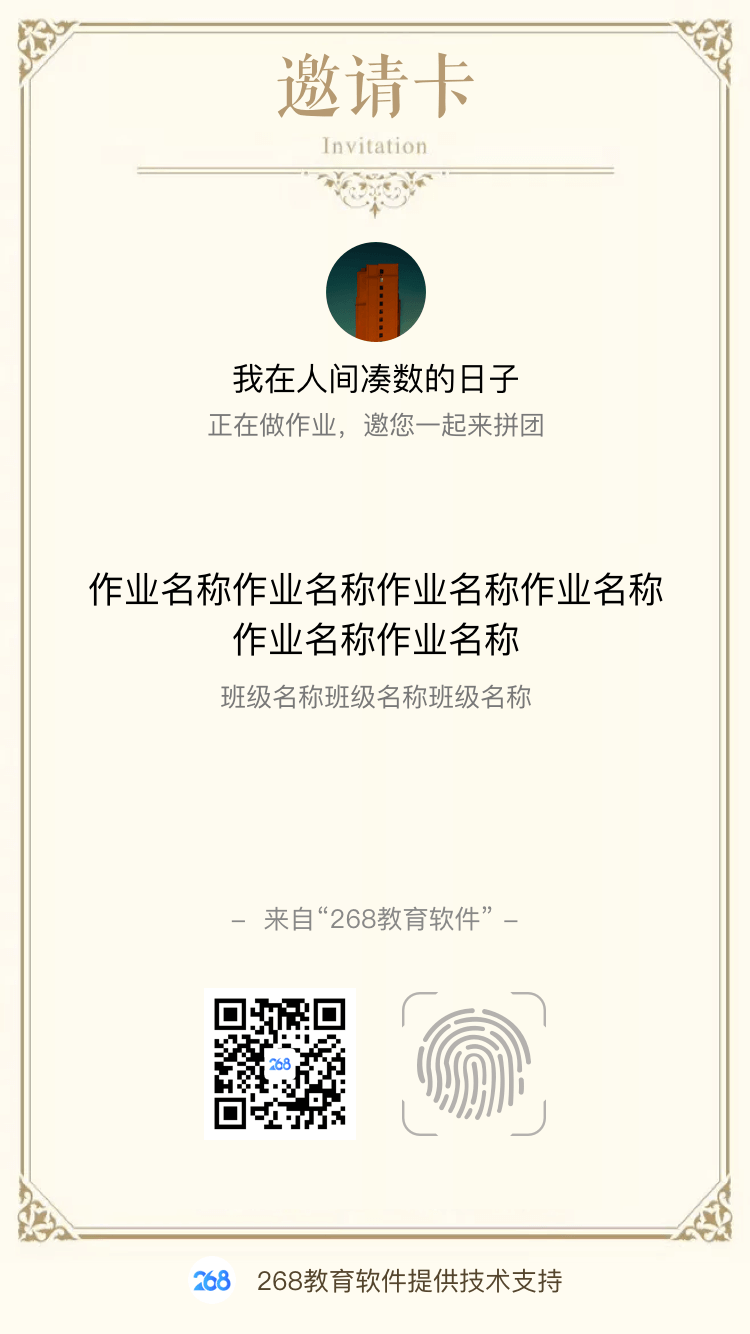 邀请卡
Invitation
我在人间凑数的日子
正在做作业，邀您一起来拼团
作业名称作业名称作业名称作业名称
作业名称作业名称
班级名称班级名称班级名称
– 来自“268教育软件” –
268
268 268教育软件提供技术支持